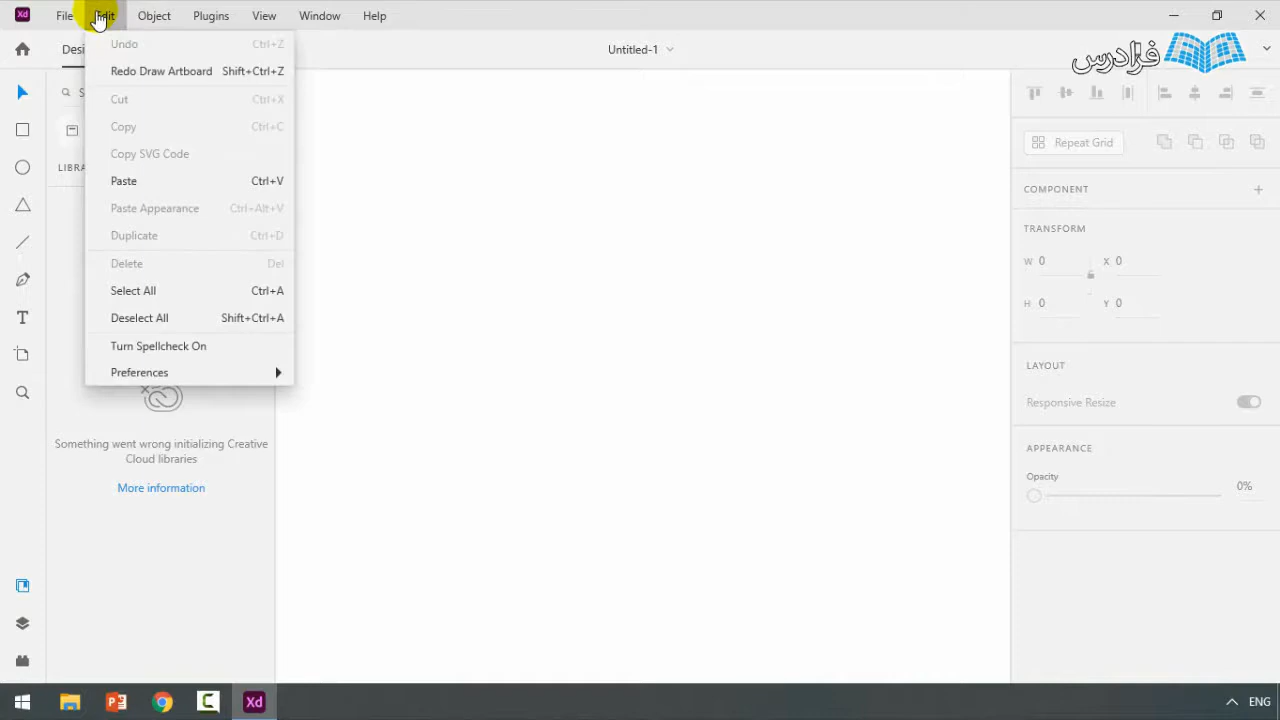 Xd File Edit Object Plugins View Window Help
Desi
Untitled-1
فرادرس
Undo Ctrl+Z
Redo Draw Artboard Shift+Ctrl+Z
Cut Ctrl+X
Copy Ctrl+C
Copy SVG Code
Paste Ctrl+V
Paste Appearance Ctrl+Alt+V
Duplicate Ctrl+D
Delete Del
Select All Ctrl+A
Deselect All Shift+Ctrl+A
Turn Spellcheck On
Preferences
S
LIBRA
Something went wrong initializing Creative
Cloud libraries
More information
Repeat Grid
COMPONENT
TRANSFORM
W 0 X 0
H 0 Y 0
LAYOUT
Responsive Resize
APPEARANCE
Opacity
0%
Xd
ENG